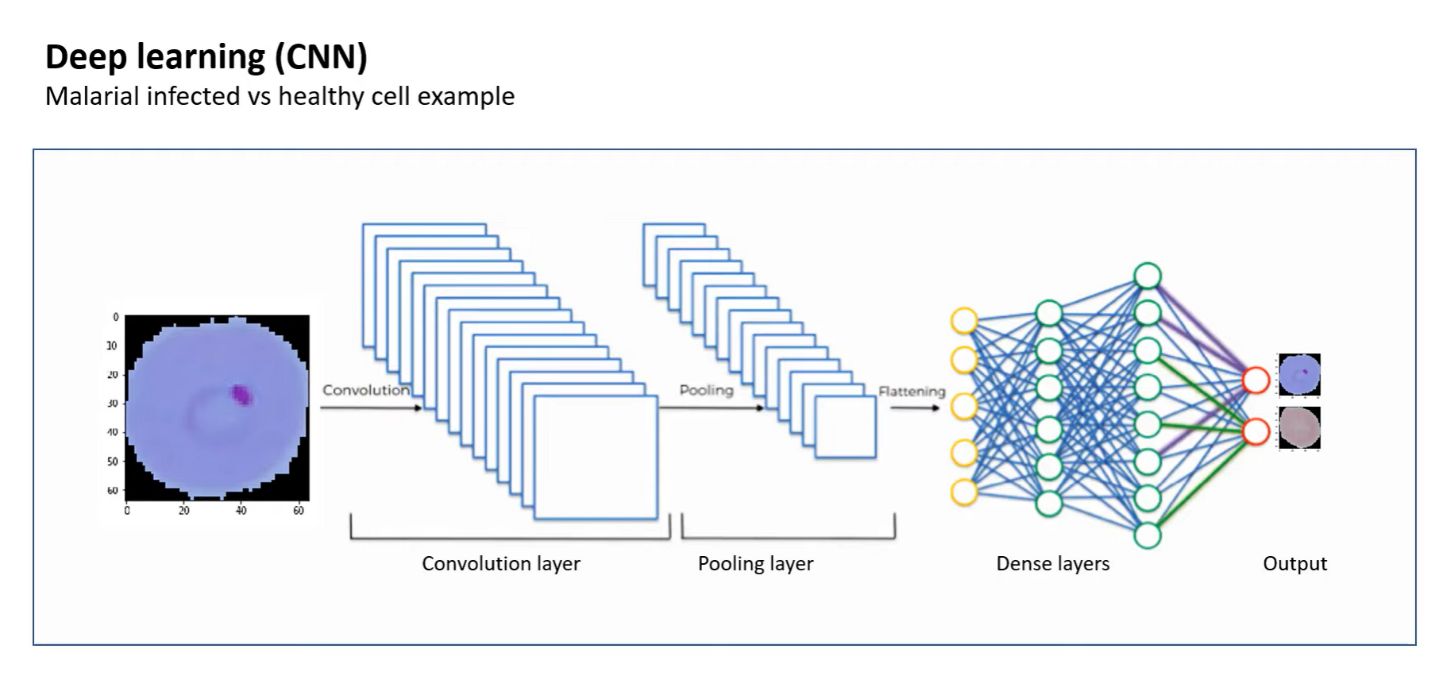 Deep learning (CNN)
Malarial infected vs healthy cell example
0
10
20
30
40
50
60
0 20 40 60
Convolution
Pooling
Flattening
Convolution layer
Pooling layer
Dense layers
Output